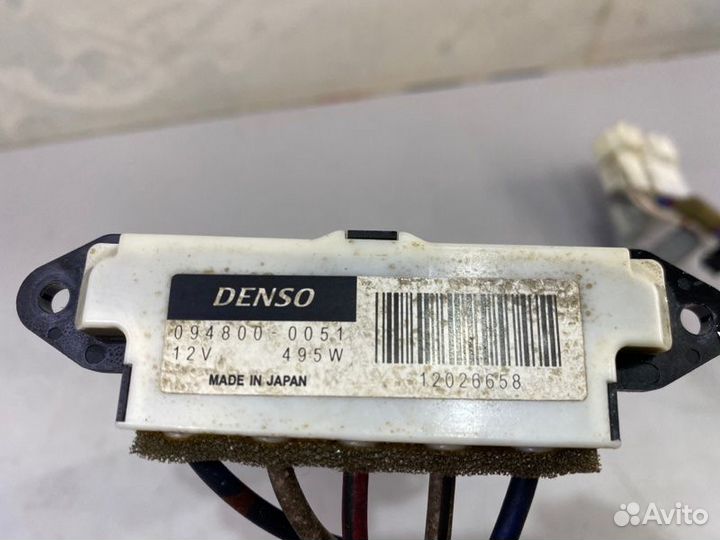 DENSO
094800-0051
12V 495W
MADE IN JAPAN
12026658
Avito